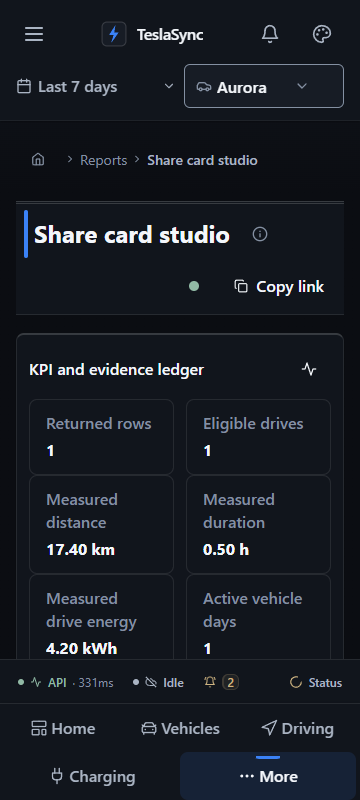 TeslaSync
Last 7 days
Aurora
Reports
Share card studio
Share card studio
Copy link
KPI and evidence ledger
Returned rows
1
Eligible drives
1
Measured
distance
17.40 km
Measured
duration
0.50 h
Measured
drive energy
4.20 kWh
Active vehicle
days
1
API · 331ms
Idle
2
Status
Home
Vehicles
Driving
Charging
More